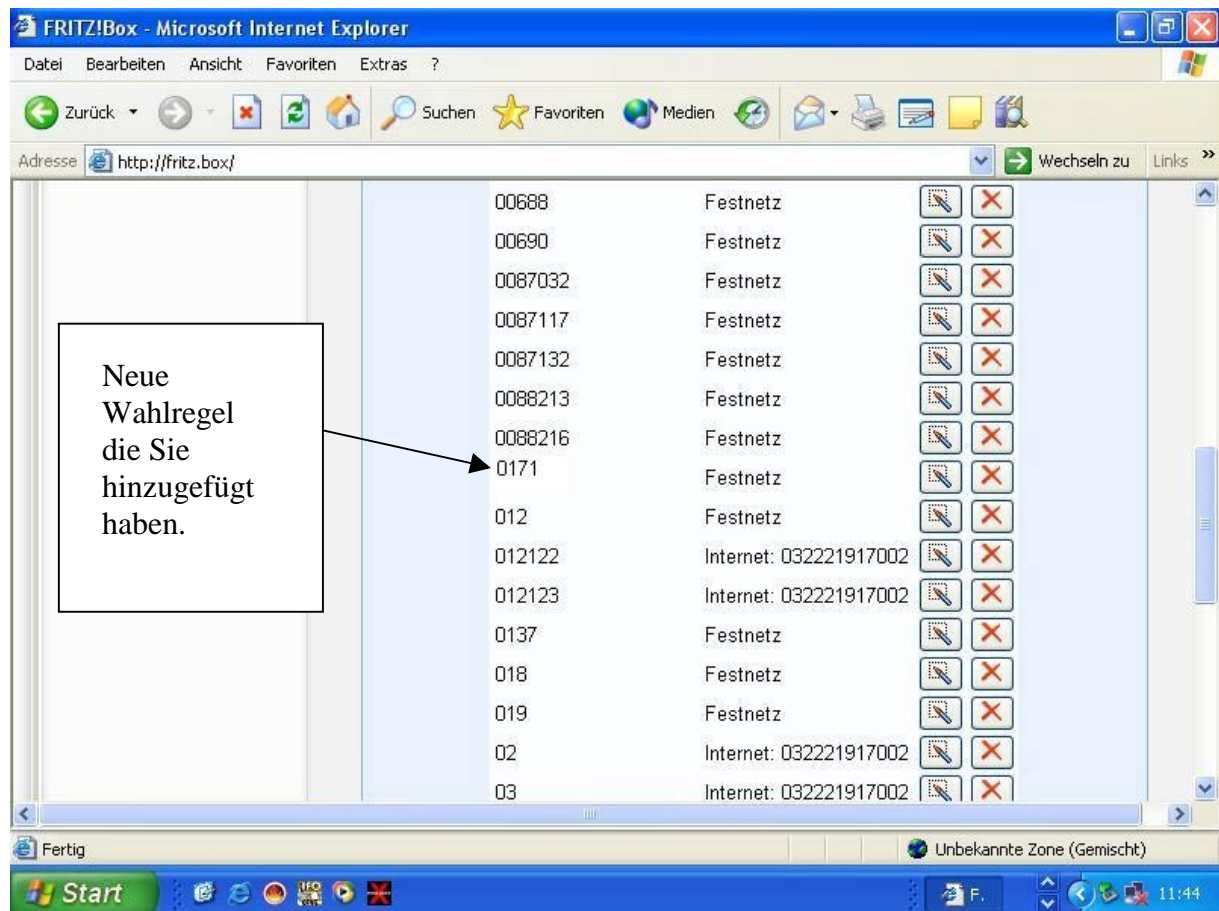 FRITZ!Box - Microsoft Internet Explorer
Datei Bearbeiten Ansicht Favoriten Extras ?
Zurück Suchen Favoriten Medien
Adresse http://fritz.box/ Wechseln zu Links »
00688 Festnetz
00690 Festnetz
0087032 Festnetz
0087117 Festnetz
0087132 Festnetz
0088213 Festnetz
0088216 Festnetz
0171 Festnetz
012 Festnetz
012122 Internet: 032221917002
012123 Internet: 032221917002
0137 Festnetz
018 Festnetz
019 Festnetz
02 Internet: 032221917002
03 Internet: 032221917002
Neue
Wahlregel
die Sie
hinzugefügt
haben.
Fertig Unbekannte Zone (Gemischt)
Start F. 11:44